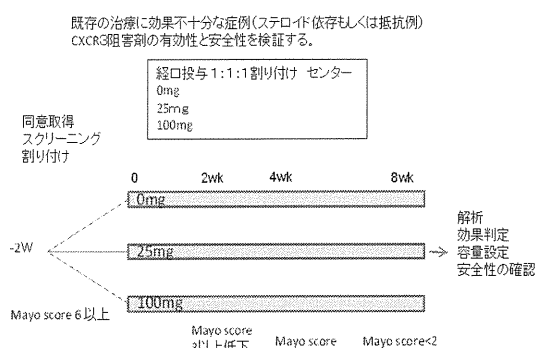 既存の治療に効果不十分な症例(ステロイド依存もしくは抵抗例)
CXCR3阻害剤の有効性と安全性を検証する。
経口投与1:1:1割り付け センター
0mg
25mg
100mg
同意取得
スクリーニング
割り付け
0 2wk 4wk 8wk
0mg
-2W
25mg
100mg
解析
効果判定
容量設定
安全性の確認
Mayo score 6以上
Mayo score
3以上低下
Mayo score
Mayo score<2